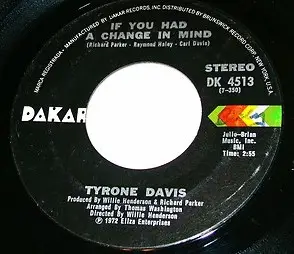 MANUFACTURED BY LAKAR RECORDS, INC. DISTRIBUTED BY BRUNSWICK RECORD CORP. NEW YORK, USA
MARCA REGISTRADA
IF YOU HAD
A CHANGE IN MIND
(Richard Parker - Raymond Haley - Carl Davis)
STEREO
DK 4513
(7-350)
DAKAR
Julio-Brian
Music, Inc.
BMI
Time: 2:55
TYRONE DAVIS
Produced by Willie Henderson & Richard Parker
Arranged by Thomas Washington
Directed by Willie Henderson
Ⓟ 1972 Eliza Enterprises